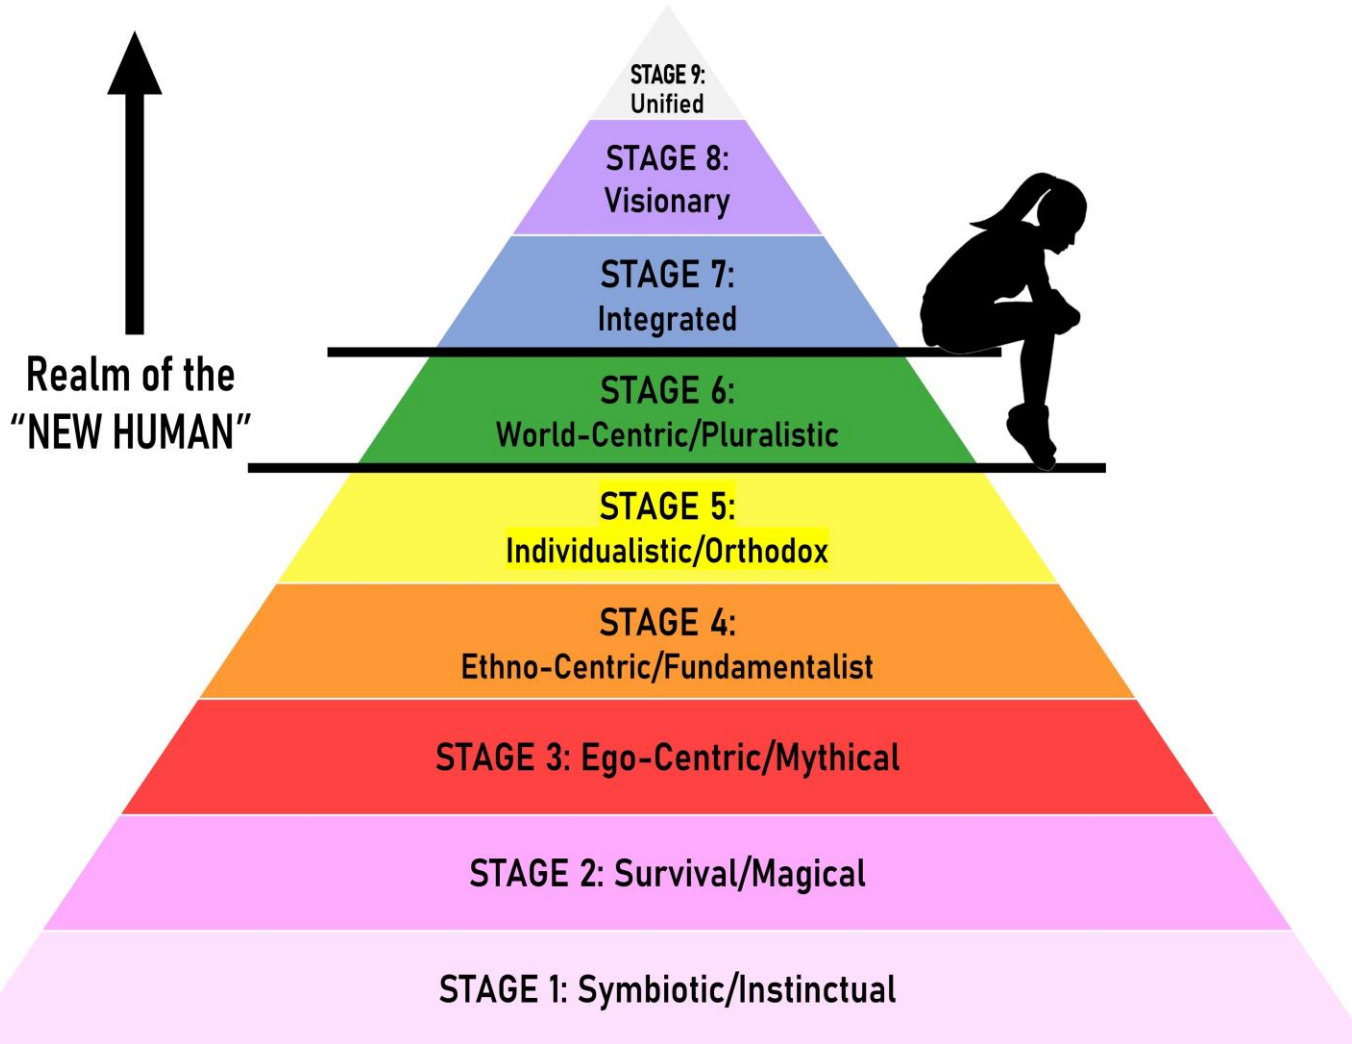 STAGE 9:
Unified
STAGE 8:
Visionary
STAGE 7:
Integrated
Realm of the
“NEW HUMAN”
STAGE 6:
World-Centric/Pluralistic
STAGE 5:
Individualistic/Orthodox
STAGE 4:
Ethno-Centric/Fundamentalist
STAGE 3: Ego-Centric/Mythical
STAGE 2: Survival/Magical
STAGE 1: Symbiotic/Instinctual